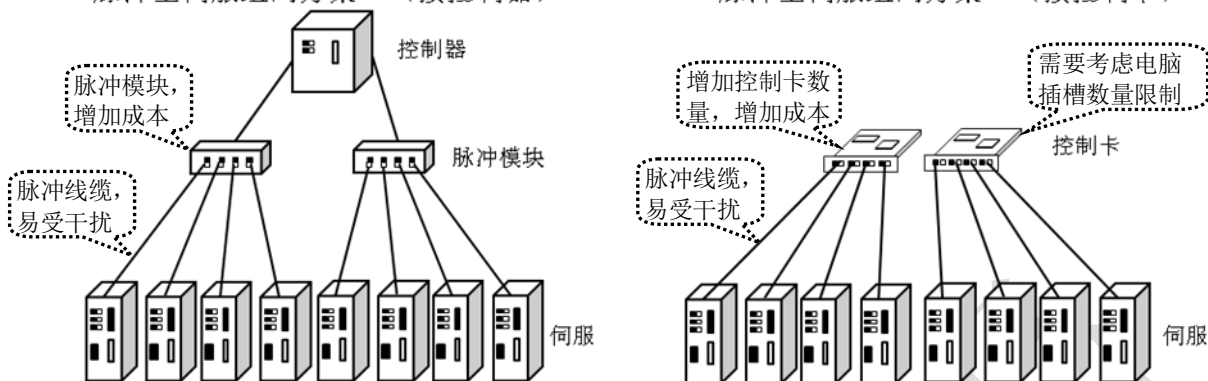 控制器
脉冲模块，
增加成本
脉冲模块
脉冲线缆，
易受干扰
伺服
增加控制卡数
量，增加成本
需要考虑电脑
插槽数量限制
控制卡
脉冲线缆，
易受干扰
伺服